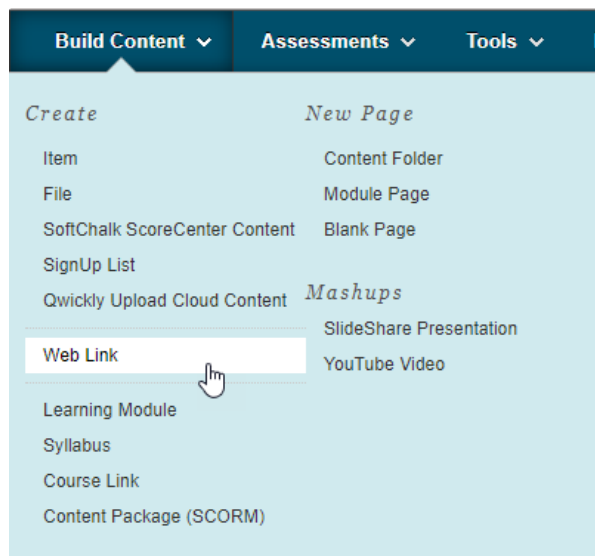 Build Content Assessments Tools
Create
Item
File
SoftChalk ScoreCenter Content
SignUp List
Qwickly Upload Cloud Content
Web Link
Learning Module
Syllabus
Course Link
Content Package (SCORM)
New Page
Content Folder
Module Page
Blank Page
Mashups
SlideShare Presentation
YouTube Video